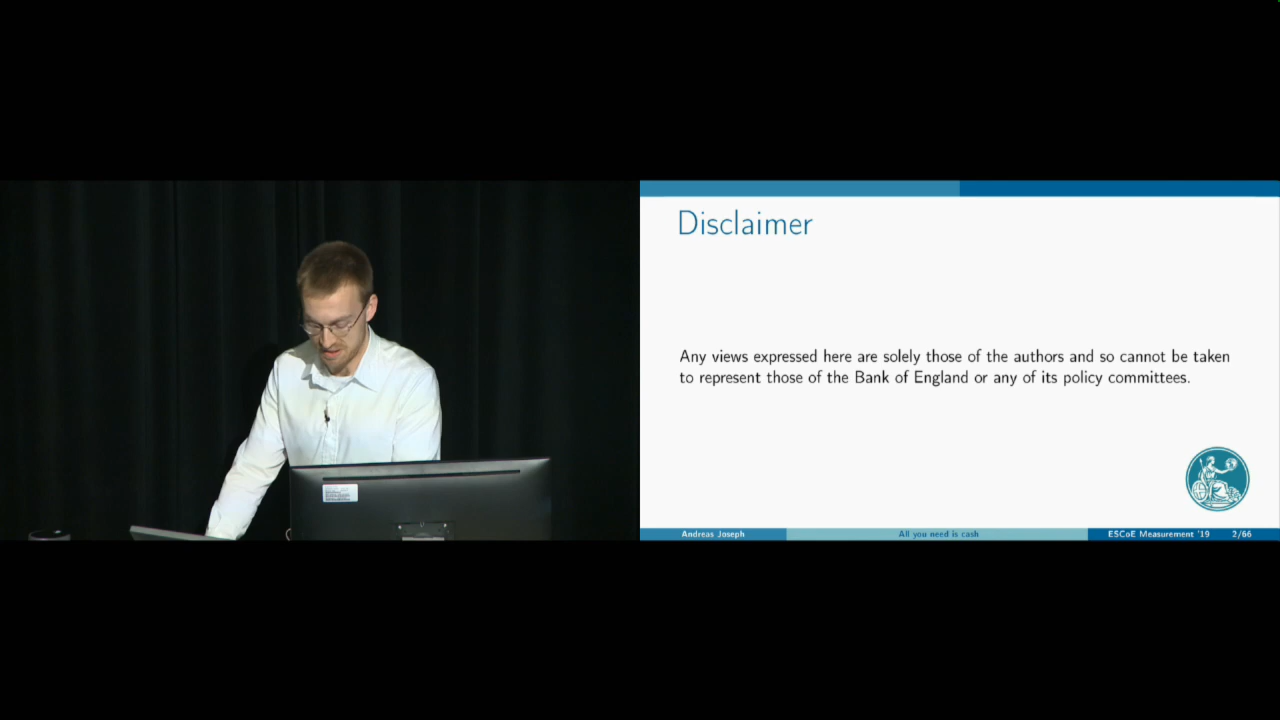 Disclaimer
Any views expressed here are solely those of the authors and so cannot be taken
to represent those of the Bank of England or any of its policy committees.
Andreas Joseph
All you need is cash
ESCoE Measurement '19
2/66